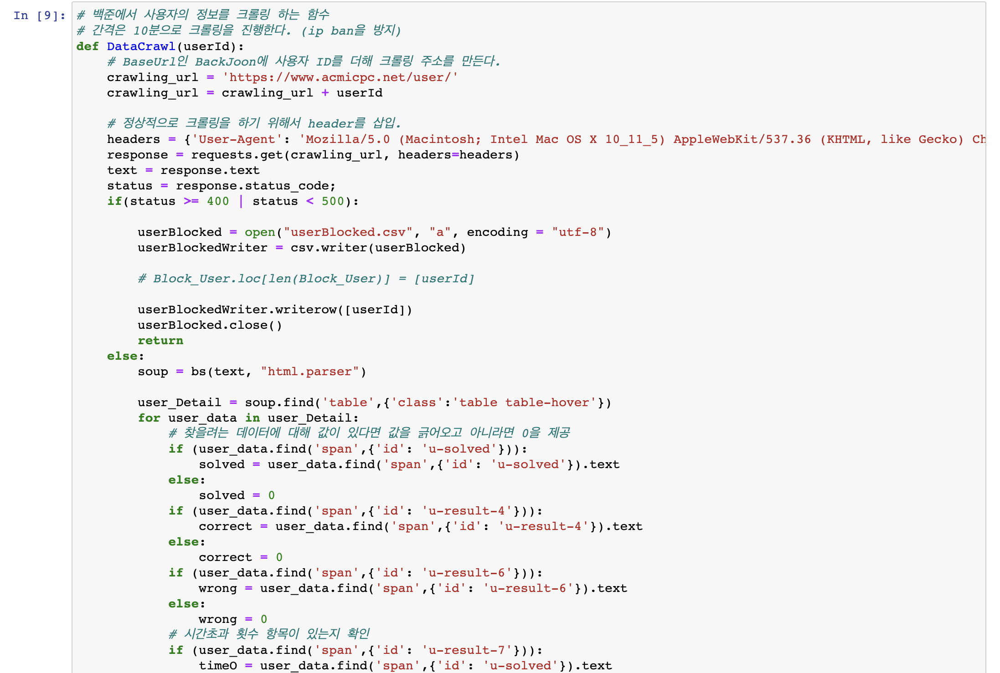 In [9]:
# 백준에서 사용자의 정보를 크롤링 하는 함수
# 간격은 10분으로 크롤링을 진행한다. (ip ban을 방지)
def DataCrawl(userId):
    # BaseUrl인 BackJoon에 사용자 ID를 더해 크롤링 주소를 만든다.
    crawling_url = 'https://www.acmicpc.net/user/'
    crawling_url = crawling_url + userId

    # 정상적으로 크롤링을 하기 위해서 header를 삽입.
    headers = {'User-Agent': 'Mozilla/5.0 (Macintosh; Intel Mac OS X 10_11_5) AppleWebKit/537.36 (KHTML, like Gecko) Ch
    response = requests.get(crawling_url, headers=headers)
    text = response.text
    status = response.status_code;
    if(status >= 400 | status < 500):

        userBlocked = open("userBlocked.csv", "a", encoding = "utf-8")
        userBlockedWriter = csv.writer(userBlocked)

        # Block_User.loc[len(Block_User)] = [userId]

        userBlockedWriter.writerow([userId])
        userBlocked.close()
        return
    else:
        soup = bs(text, "html.parser")

        user_Detail = soup.find('table',{'class':'table table-hover'})
        for user_data in user_Detail:
            # 찾을려는 데이터에 대해 값이 있다면 값을 긁어오고 아니라면 0을 제공
            if (user_data.find('span',{'id': 'u-solved'})):
                solved = user_data.find('span',{'id': 'u-solved'}).text
            else:
                solved = 0
            if (user_data.find('span',{'id': 'u-result-4'})):
                correct = user_data.find('span',{'id': 'u-result-4'}).text
            else:
                correct = 0
            if (user_data.find('span',{'id': 'u-result-6'})):
                wrong = user_data.find('span',{'id': 'u-result-6'}).text
            else:
                wrong = 0
            # 시간초과 횟수 항목이 있는지 확인
            if (user_data.find('span',{'id': 'u-result-7'})):
                timeO = user_data.find('span',{'id': 'u-solved'}).text